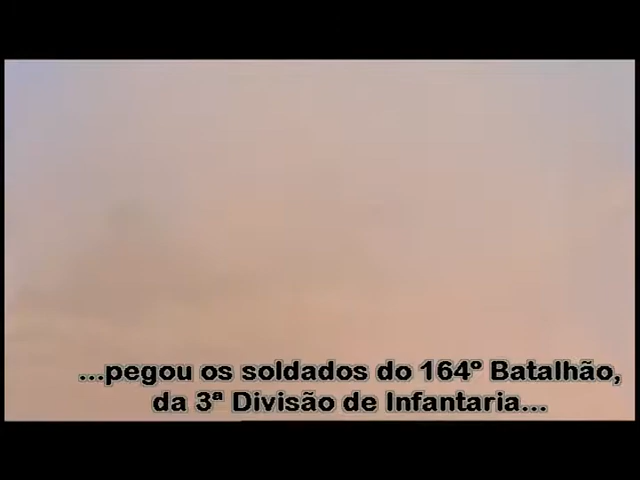 ...pegou os soldados do 164º Batalhão,
da 3ª Divisão de Infantaria...